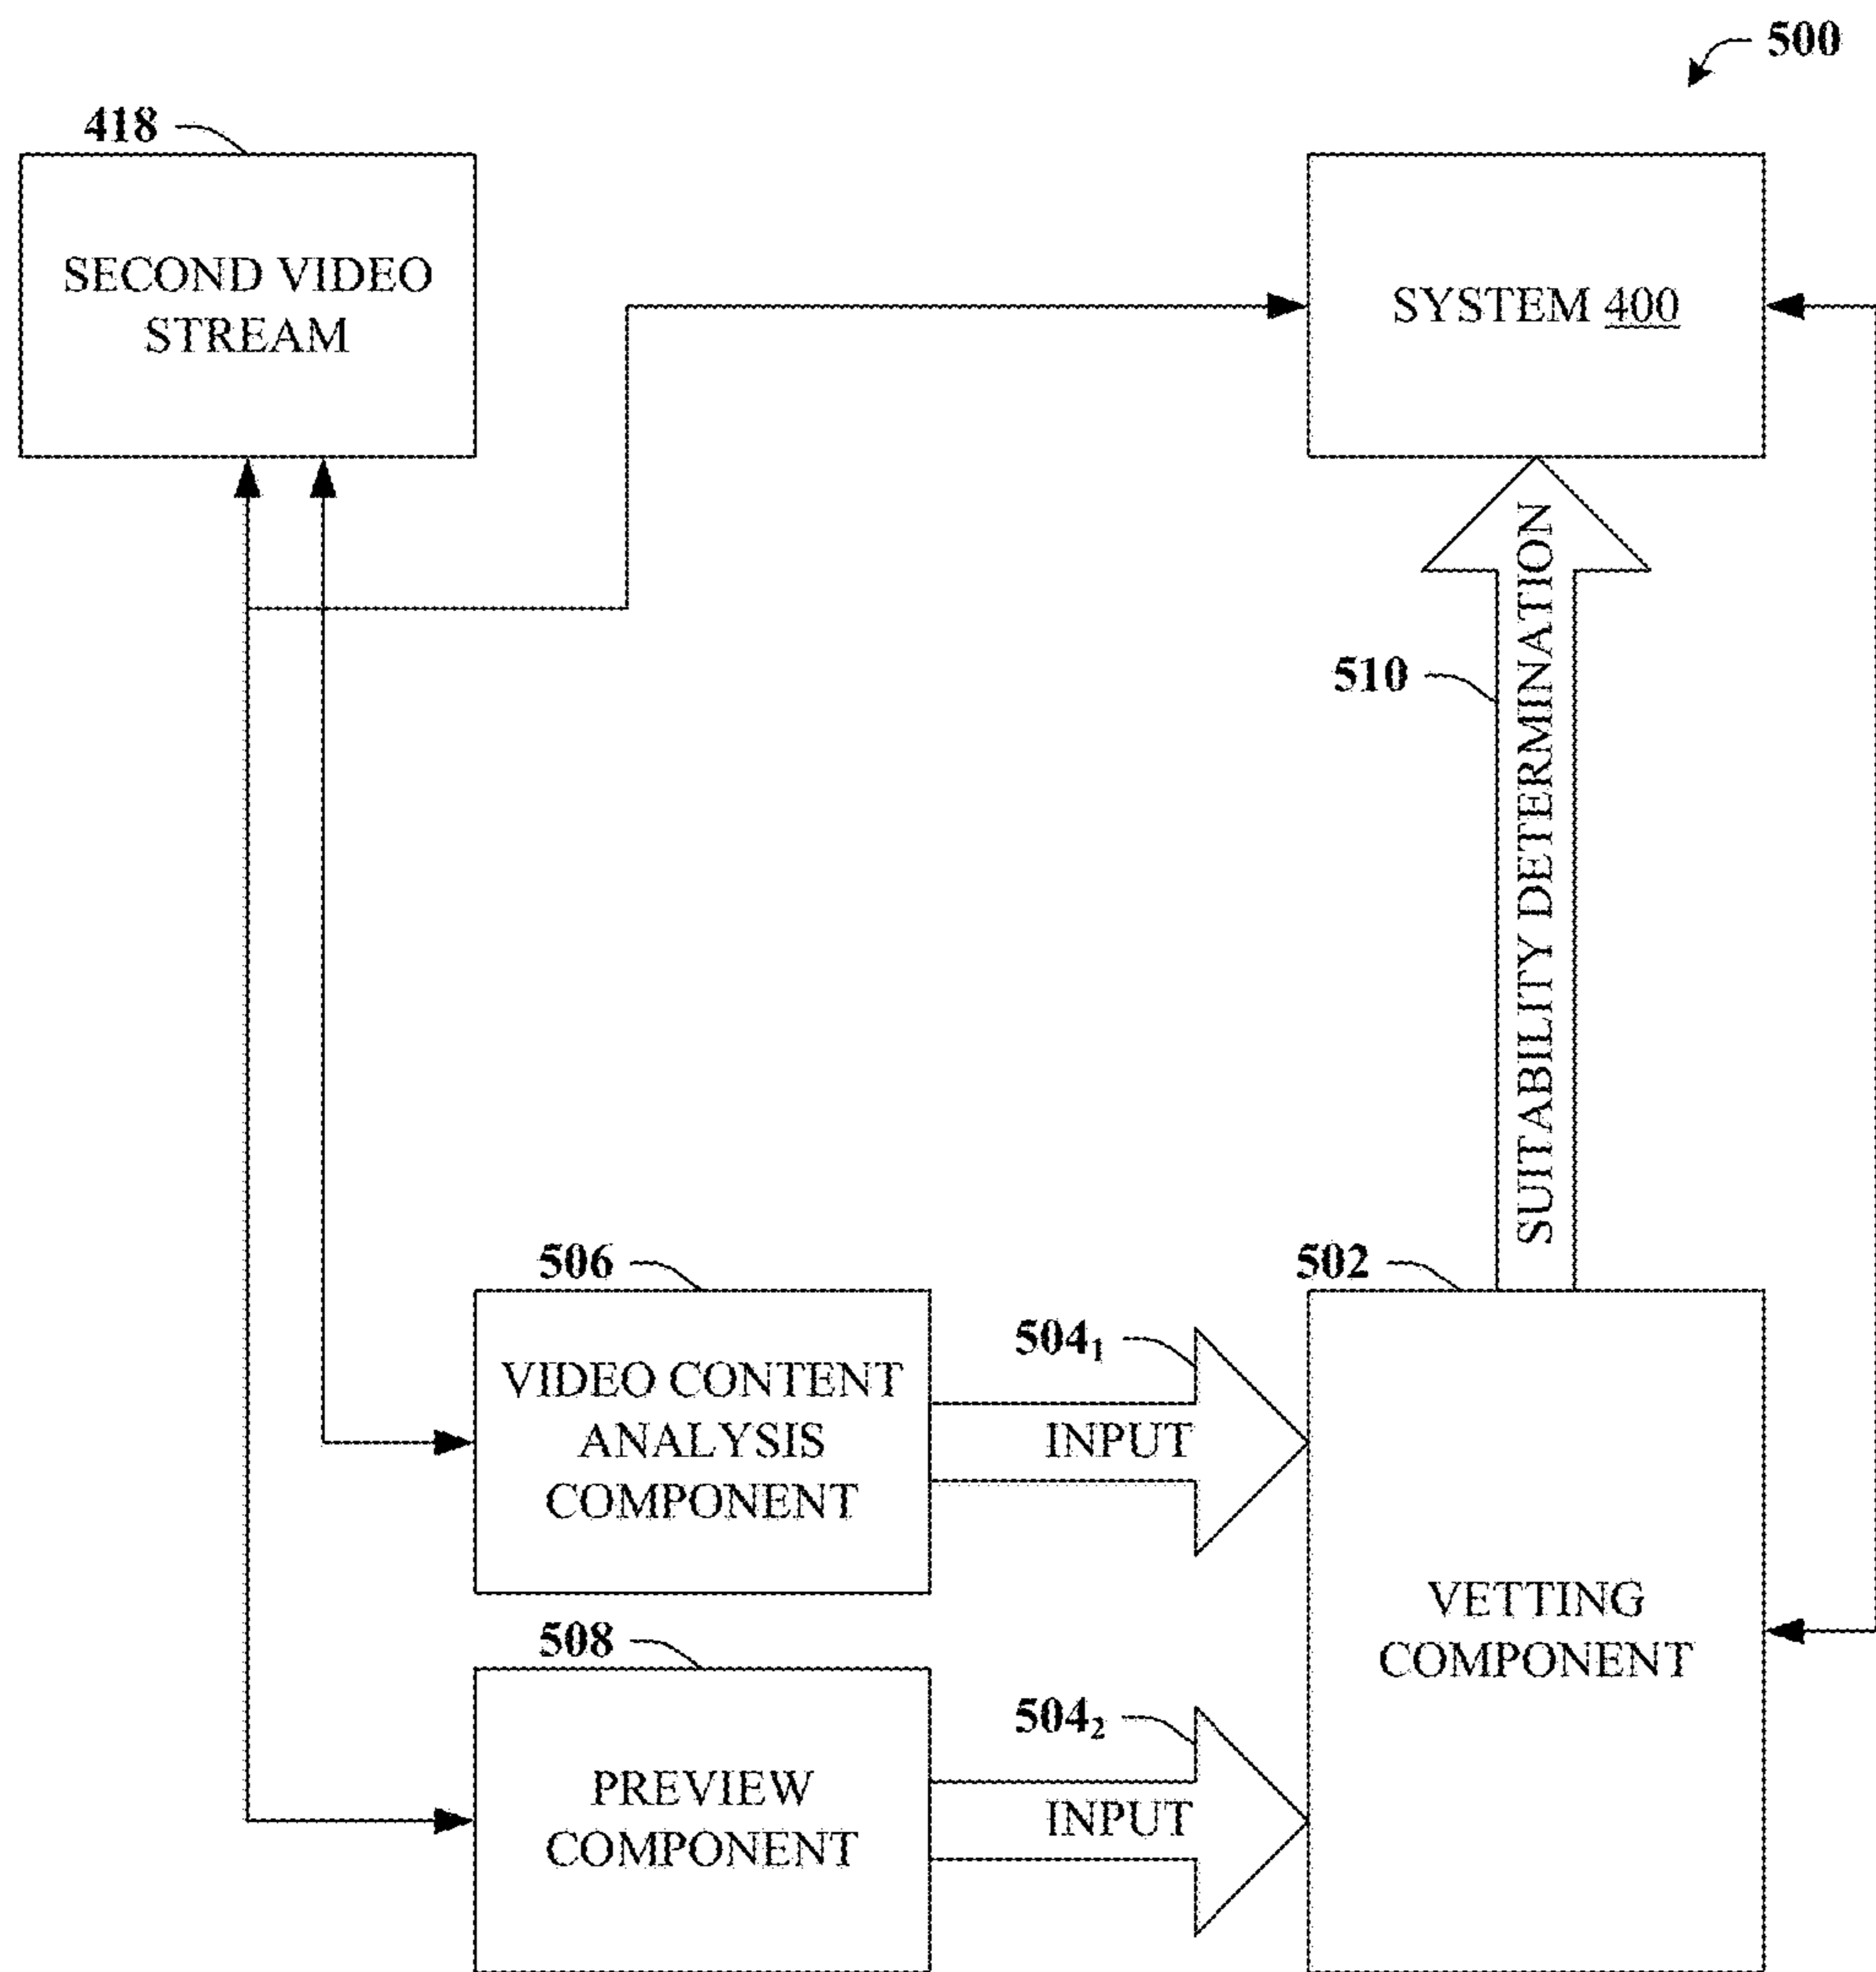 500
418
SECOND VIDEO
STREAM
SYSTEM 400
510
SUITABILITY DETERMINATION
506
502
VIDEO CONTENT
ANALYSIS
COMPONENT
504₁
INPUT
VETTING
COMPONENT
508
PREVIEW
COMPONENT
504₂
INPUT